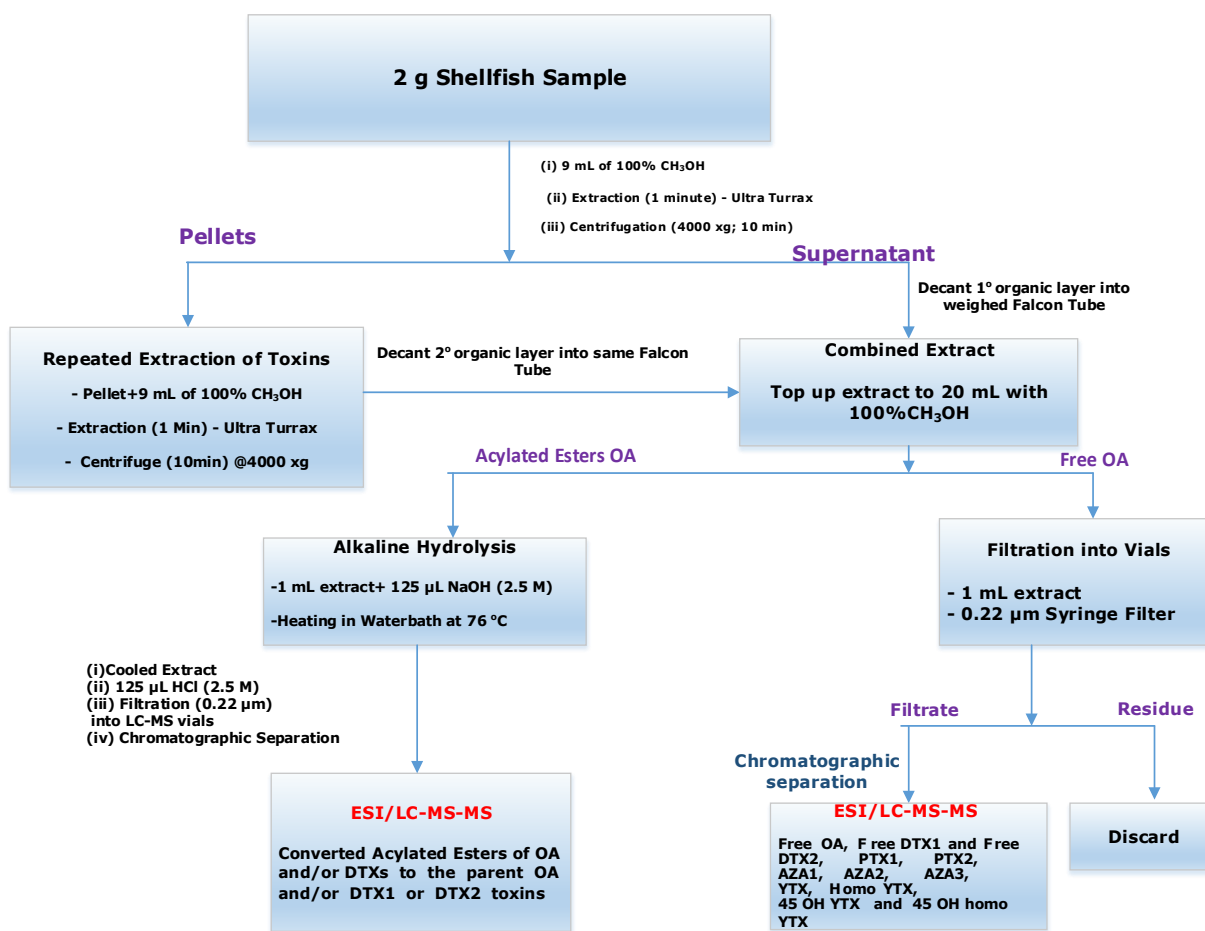 2 g Shellfish Sample
(i) 9 mL of 100% CH₃OH
(ii) Extraction (1 minute) - Ultra Turrax
(iii) Centrifugation (4000 xg; 10 min)
Pellets
Supernatant
Decant 1° organic layer into
weighed Falcon Tube
Repeated Extraction of Toxins
- Pellet+9 mL of 100% CH₃OH
- Extraction (1 Min) - Ultra Turrax
- Centrifuge (10min) @4000 xg
Decant 2° organic layer into same Falcon
Tube
Combined Extract
Top up extract to 20 mL with
100%CH₃OH
Acylated Esters OA
Free OA
Alkaline Hydrolysis
-1 mL extract+ 125 µL NaOH (2.5 M)
-Heating in Waterbath at 76 °C
Filtration into Vials
- 1 mL extract
- 0.22 µm Syringe Filter
(i)Cooled Extract
(ii) 125 µL HCl (2.5 M)
(iii) Filtration (0.22 µm)
into LC-MS vials
(iv) Chromatographic Separation
Filtrate
Residue
Chromatographic
separation
ESI/LC-MS-MS
Converted Acylated Esters of OA
and/or DTXs to the parent OA
and/or DTX1 or DTX2 toxins
ESI/LC-MS-MS
Free OA, Free DTX1 and Free
DTX2, PTX1, PTX2,
AZA1, AZA2, AZA3,
YTX, Homo YTX,
45 OH YTX and 45 OH homo
YTX
Discard